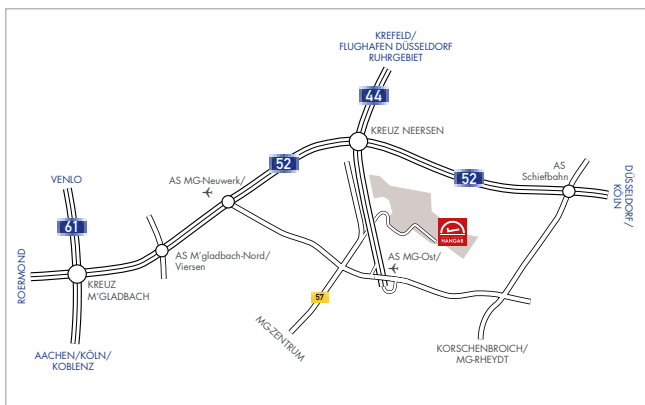 KREFELD/
FLUGHAFEN DÜSSELDORF
RUHRGEBIET
44
KREUZ NEERSEN
52
AS MG-Neuwerk/
52
AS
Schiefbahn
DÜSSELDORF/
KÖLN
VENLO
61
HANGAR
AS M'gladbach-Nord/
Viersen
AS MG-Ost/
ROERMOND
KREUZ
M'GLADBACH
57
MG-ZENTRUM
AACHEN/KÖLN/
KOBLENZ
KORSCHENBROICH/
MG-RHEYDT